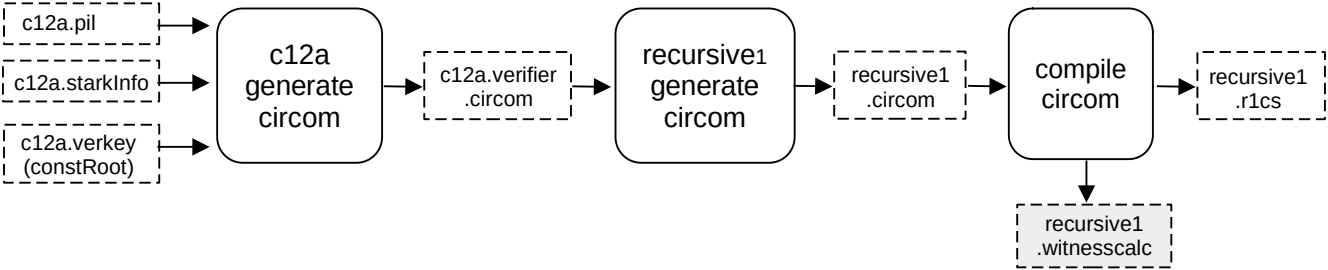 c12a.pil
c12a.starkInfo
c12a.verkey
(constRoot)
c12a
generate
circom
c12a.verifier
.circom
recursive1
generate
circom
recursive1
.circom
compile
circom
recursive1
.r1cs
recursive1
.witnesscalc